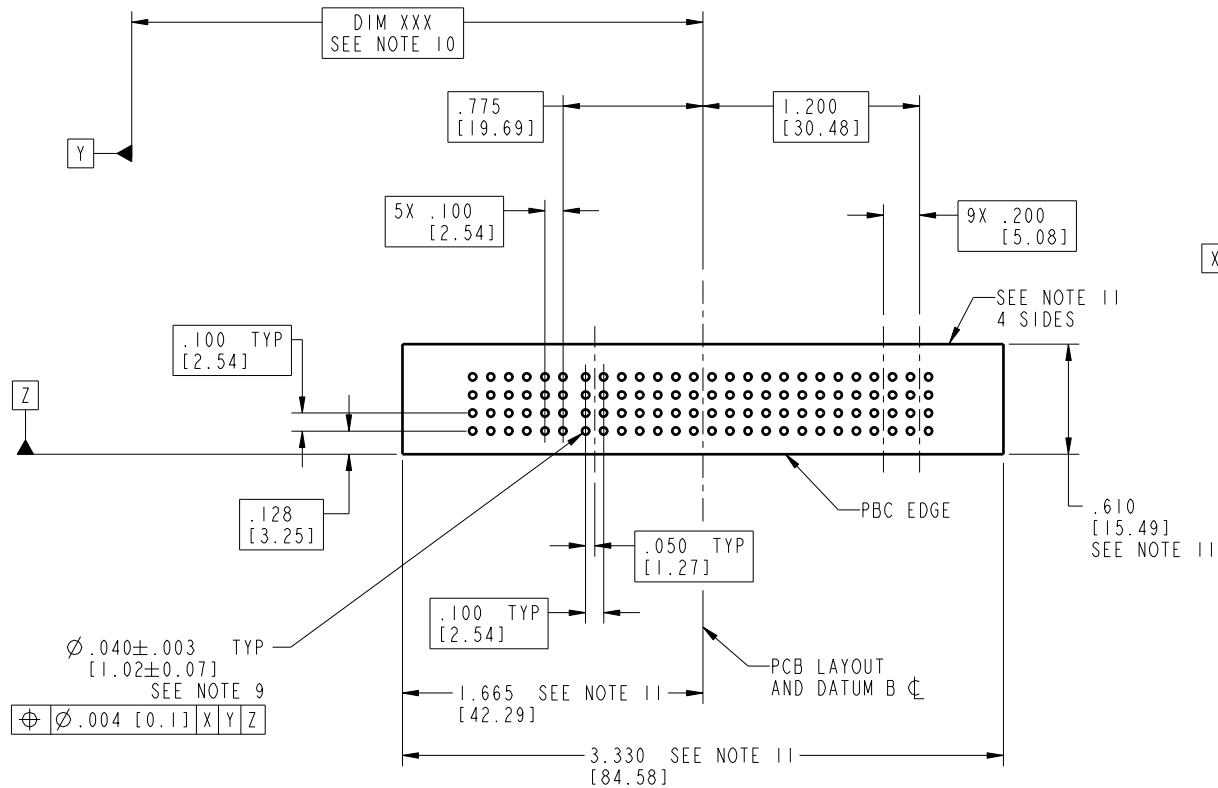 DIM XXX
SEE NOTE 10
.775
[19.69]
1.200
[30.48]
Y
5X .100
[2.54]
9X .200
[5.08]
X
SEE NOTE 11
4 SIDES
.100 TYP
[2.54]
Z
.128
[3.25]
PBC EDGE
.610
[15.49]
SEE NOTE 11
.050 TYP
[1.27]
.100 TYP
[2.54]
Ø.040±.003 TYP
[1.02±0.07]
SEE NOTE 9
⌖ Ø.004 [0.1] X Y Z
PCB LAYOUT
AND DATUM B ℄
1.665 SEE NOTE 11
[42.29]
3.330 SEE NOTE 11
[84.58]